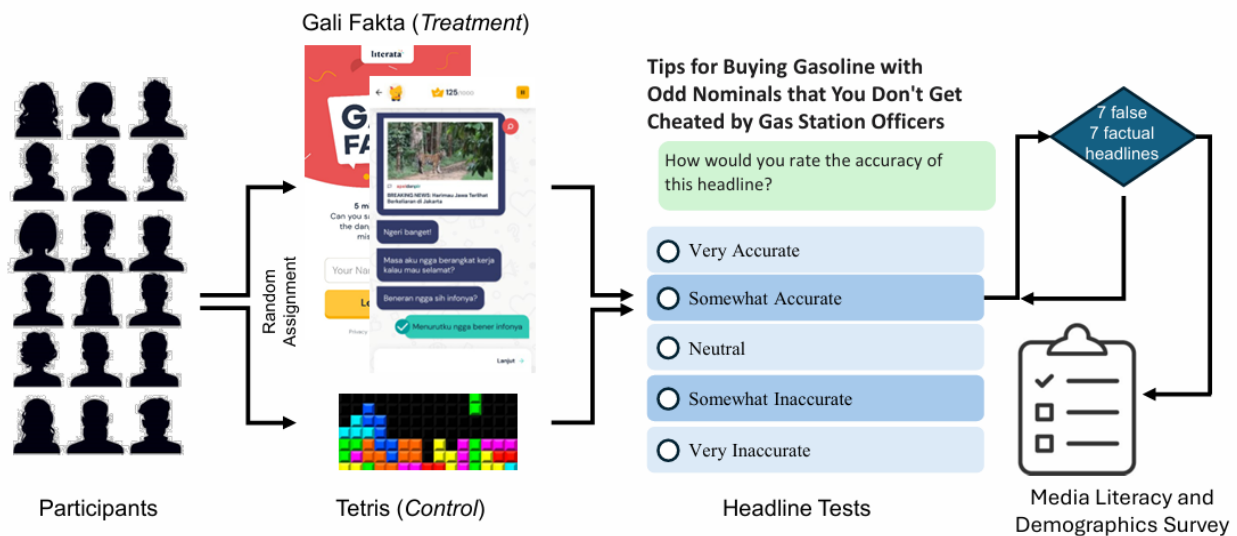 Gali Fakta (Treatment)
literata
G
FA
5 m
Can you s
the dan
mis
Your Na
Le
Privacy
125/1000
BREAKING NEWS: Harimau Jawa Terlihat
Berkeliaran di Jakarta
Ngeri banget!
Masa aku ngga berangkat kerja
kalau mau selamat?
Beneran ngga sih infonya?
Menurutku ngga bener infonya
Lanjut
Random
Assignment
Tips for Buying Gasoline with
Odd Nominals that You Don't Get
Cheated by Gas Station Officers
How would you rate the accuracy of
this headline?
Very Accurate
Somewhat Accurate
Neutral
Somewhat Inaccurate
Very Inaccurate
7 false
7 factual
headlines
Participants
Tetris (Control)
Headline Tests
Media Literacy and
Demographics Survey